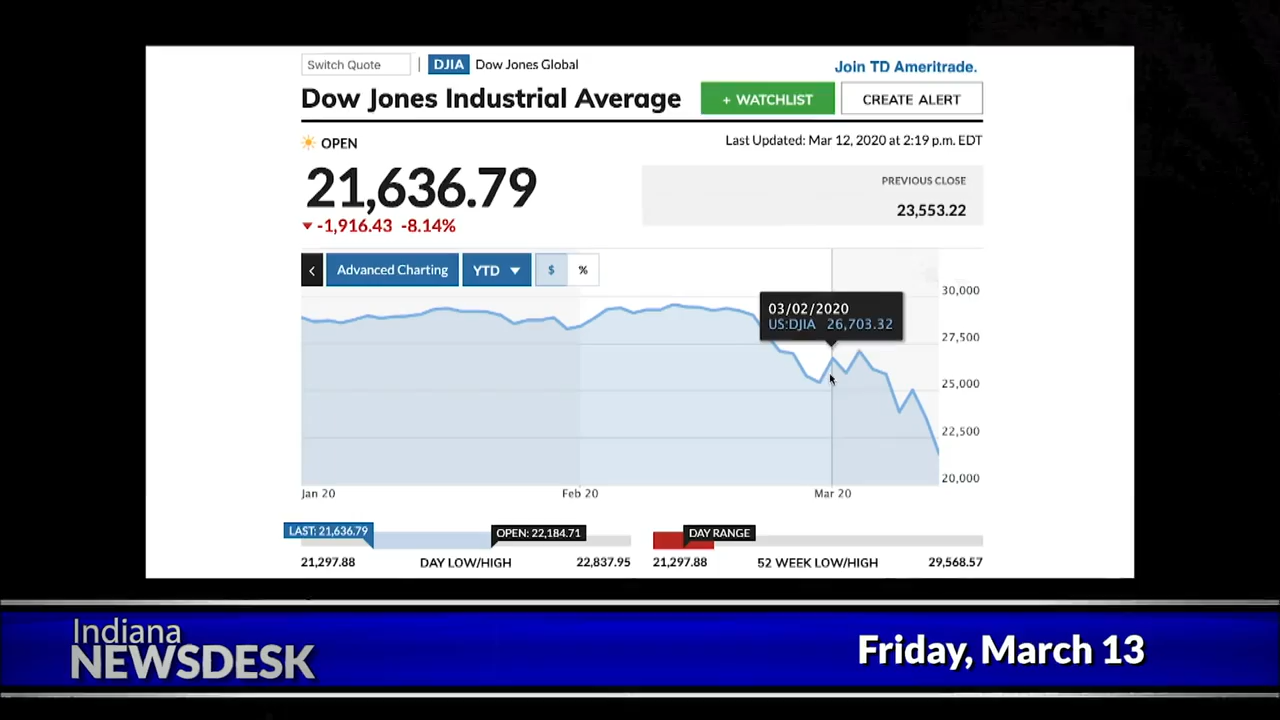 Switch Quote | DJIA Dow Jones Global
Join TD Ameritrade.
Dow Jones Industrial Average
+ WATCHLIST
CREATE ALERT
OPEN
Last Updated: Mar 12, 2020 at 2:19 p.m. EDT
21,636.79
-1,916.43 -8.14%
PREVIOUS CLOSE
23,553.22
Advanced Charting
YTD
$
%
03/02/2020
US:DJIA 26,703.32
30,000
27,500
25,000
22,500
20,000
Jan 20
Feb 20
Mar 20
LAST: 21,636.79
OPEN: 22,184.71
21,297.88 DAY LOW/HIGH 22,837.95
DAY RANGE
21,297.88 52 WEEK LOW/HIGH 29,568.57
Indiana
NEWSDESK
Friday, March 13